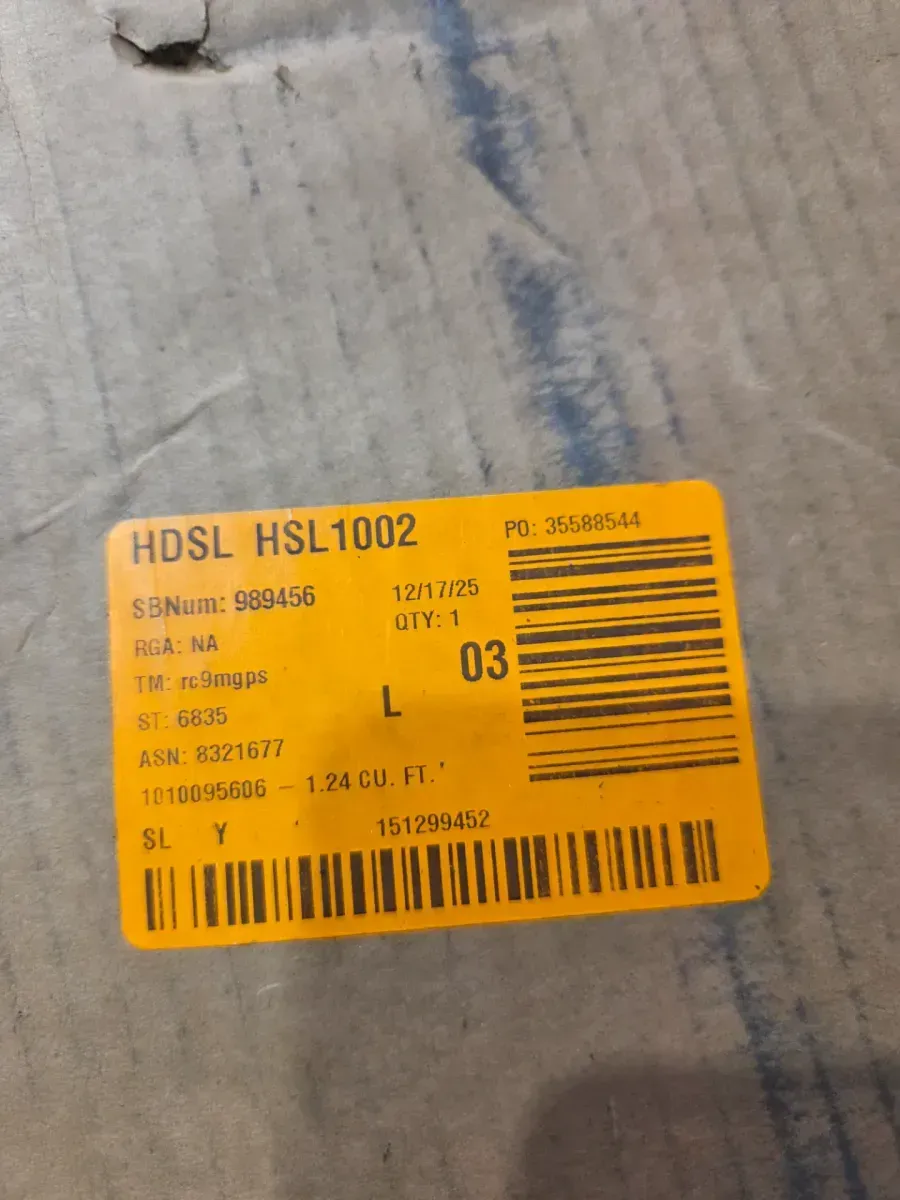 HDSL HSL1002
PO: 35588544
SBNum: 989456
12/17/25
RGA: NA
QTY: 1
TM: rc9mgps
03
ST: 6835
L
ASN: 8321677
1010095606 – 1.24 CU. FT.'
SL Y
151299452